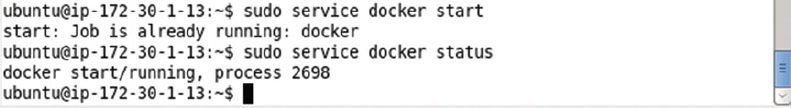 ubuntu@ip-172-30-1-13:~$ sudo service docker start
start: Job is already running: docker
ubuntu@ip-172-30-1-13:~$ sudo service docker status
docker start/running, process 2698
ubuntu@ip-172-30-1-13:~$